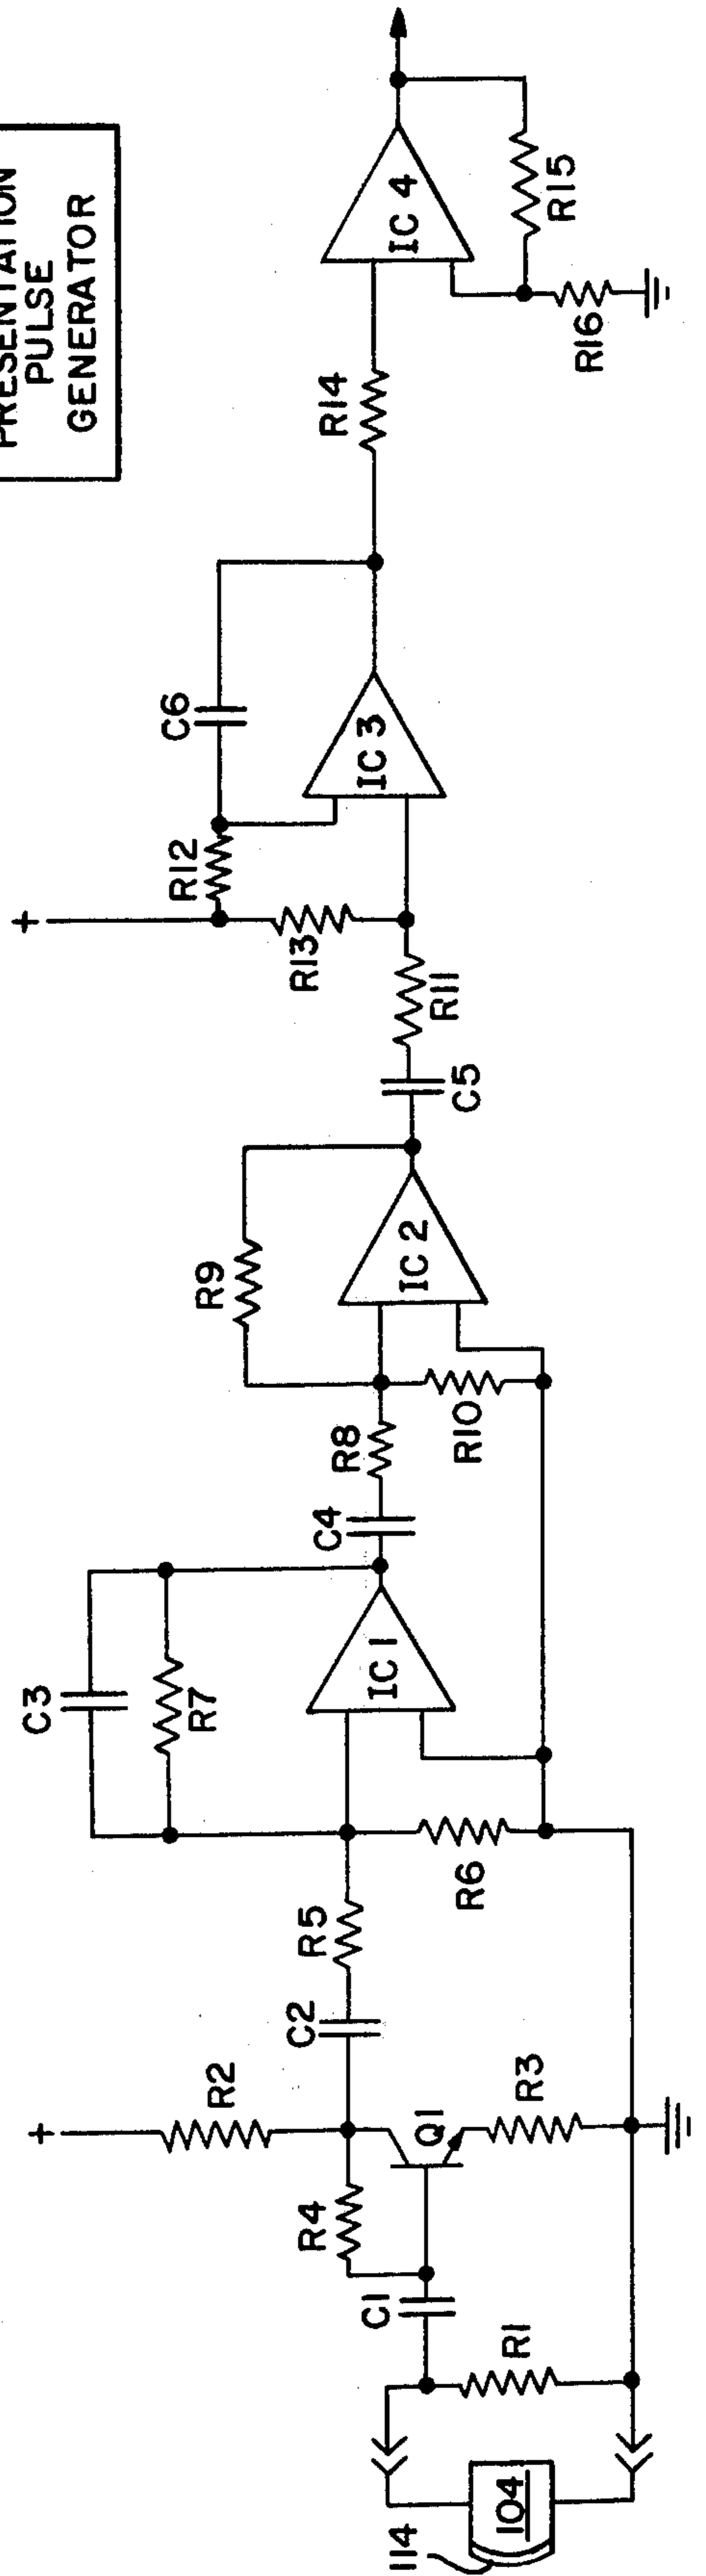 PRESENTATION
PULSE
GENERATOR
114
104
R1
C1
R4
+
R2
Q1
R3
C2
R5
R6
C3
R7
IC 1
C4
R8
R10
R9
IC 2
C5
R11
+
R13
R12
C6
IC 3
R14
IC 4
R15
R16